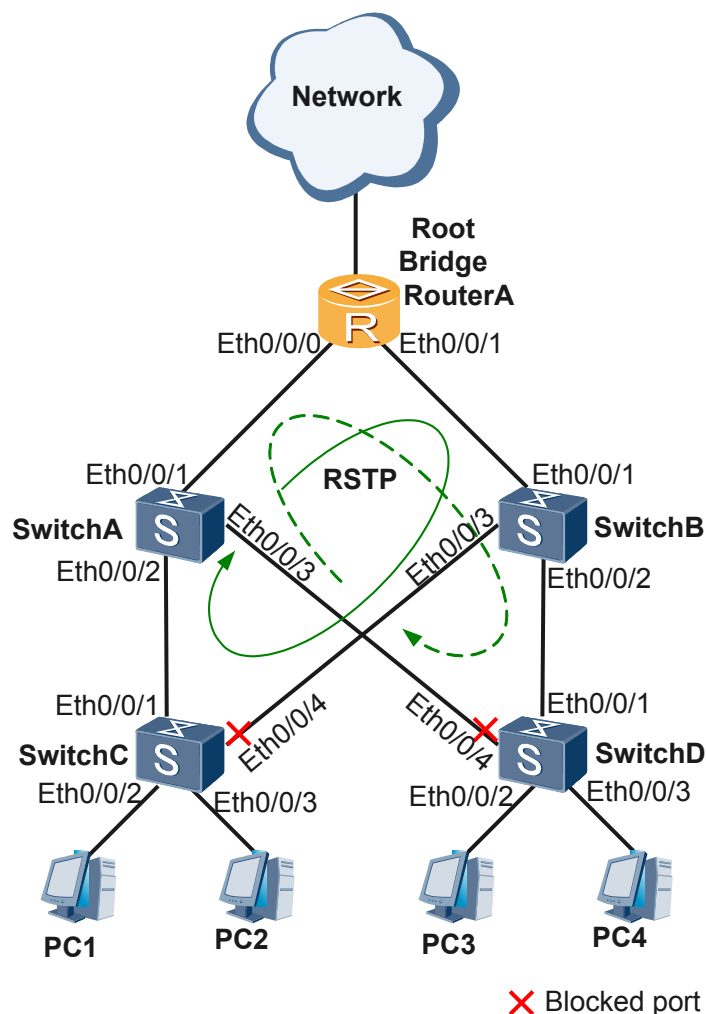 Network
Root
Bridge
RouterA
Eth0/0/0
Eth0/0/1
R
Eth0/0/1
Eth0/0/1
RSTP
SwitchA
S
Eth0/0/3
Eth0/0/3
S
SwitchB
Eth0/0/2
Eth0/0/2
Eth0/0/1
Eth0/0/4
Eth0/0/4
Eth0/0/1
SwitchC
S
S
SwitchD
Eth0/0/2
Eth0/0/3
Eth0/0/2
Eth0/0/3
PC1
PC2
PC3
PC4
Blocked port